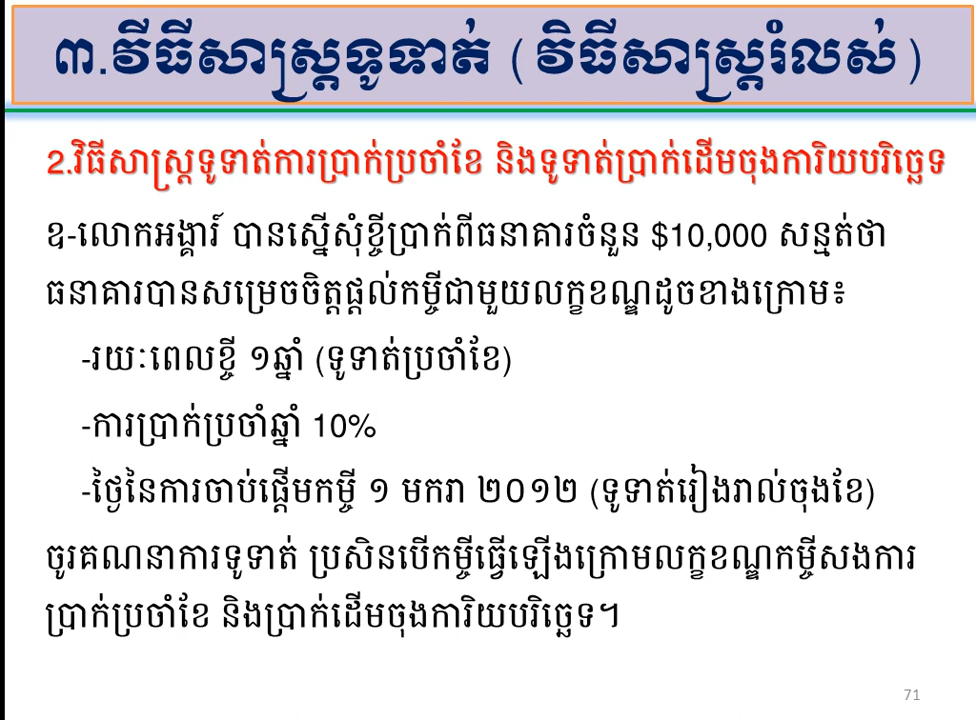 ៣.វិធីសាស្រ្តទូទាត់ ( វិធីសាស្រ្តរំលស់ )
2.វិធីសាស្រ្តទូទាត់ការប្រាក់ប្រចាំខែ និងទូទាត់ប្រាក់ដើមចុងការិយបរិច្ឆេទ
ឧ-លោកអង្គារ៍ បានស្នើសុំខ្ចីប្រាក់ពីធនាគារចំនួន $10,000 សន្មត់ថា
ធនាគារបានសម្រេចចិត្តផ្តល់កម្ចីជាមួយលក្ខខណ្ឌដូចខាងក្រោម៖
-រយៈពេលខ្ចី ១ឆ្នាំ (ទូទាត់ប្រចាំខែ)
-ការប្រាក់ប្រចាំឆ្នាំ 10%
-ថ្ងៃនៃការចាប់ផ្តើមកម្ចី ១ មករា ២០១២ (ទូទាត់រៀងរាល់ចុងខែ)
ចូរគណនាការទូទាត់ ប្រសិនបើកម្ចីធ្វើឡើងក្រោមលក្ខខណ្ឌកម្ចីសងការ
ប្រាក់ប្រចាំខែ និងប្រាក់ដើមចុងការិយបរិច្ឆេទ។
71